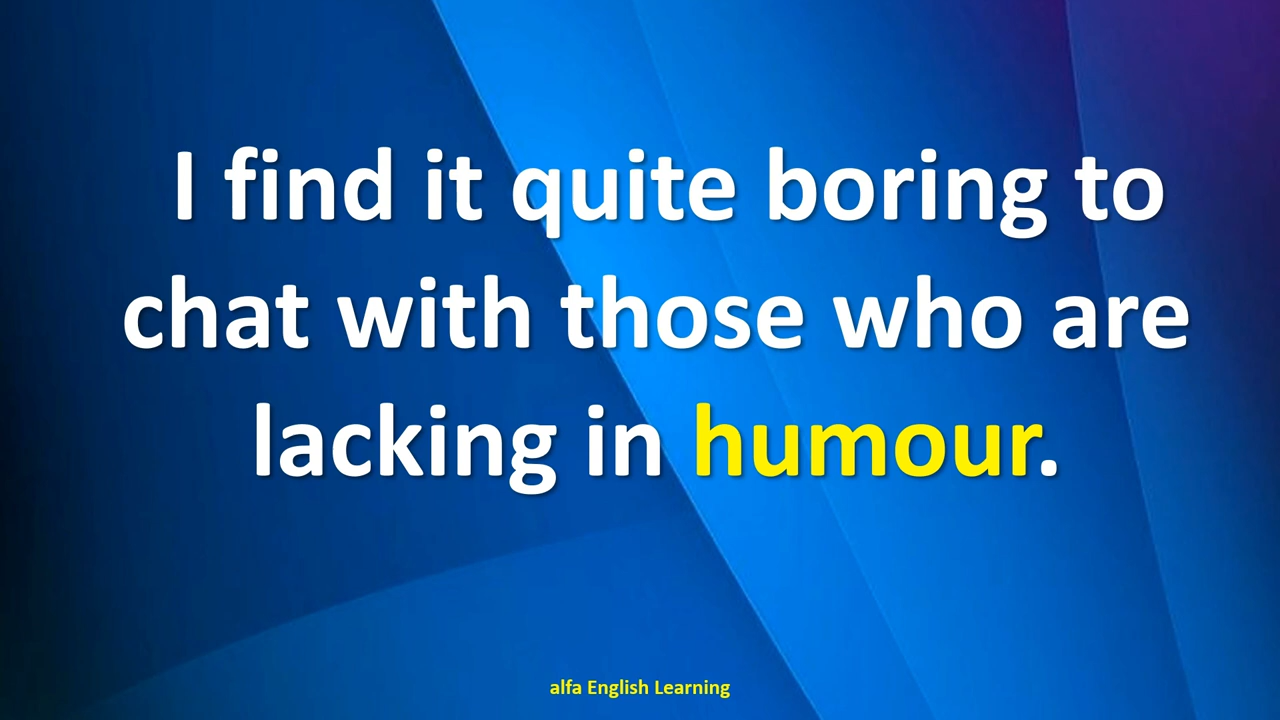 I find it quite boring to
chat with those who are
lacking in humour.
alfa English Learning